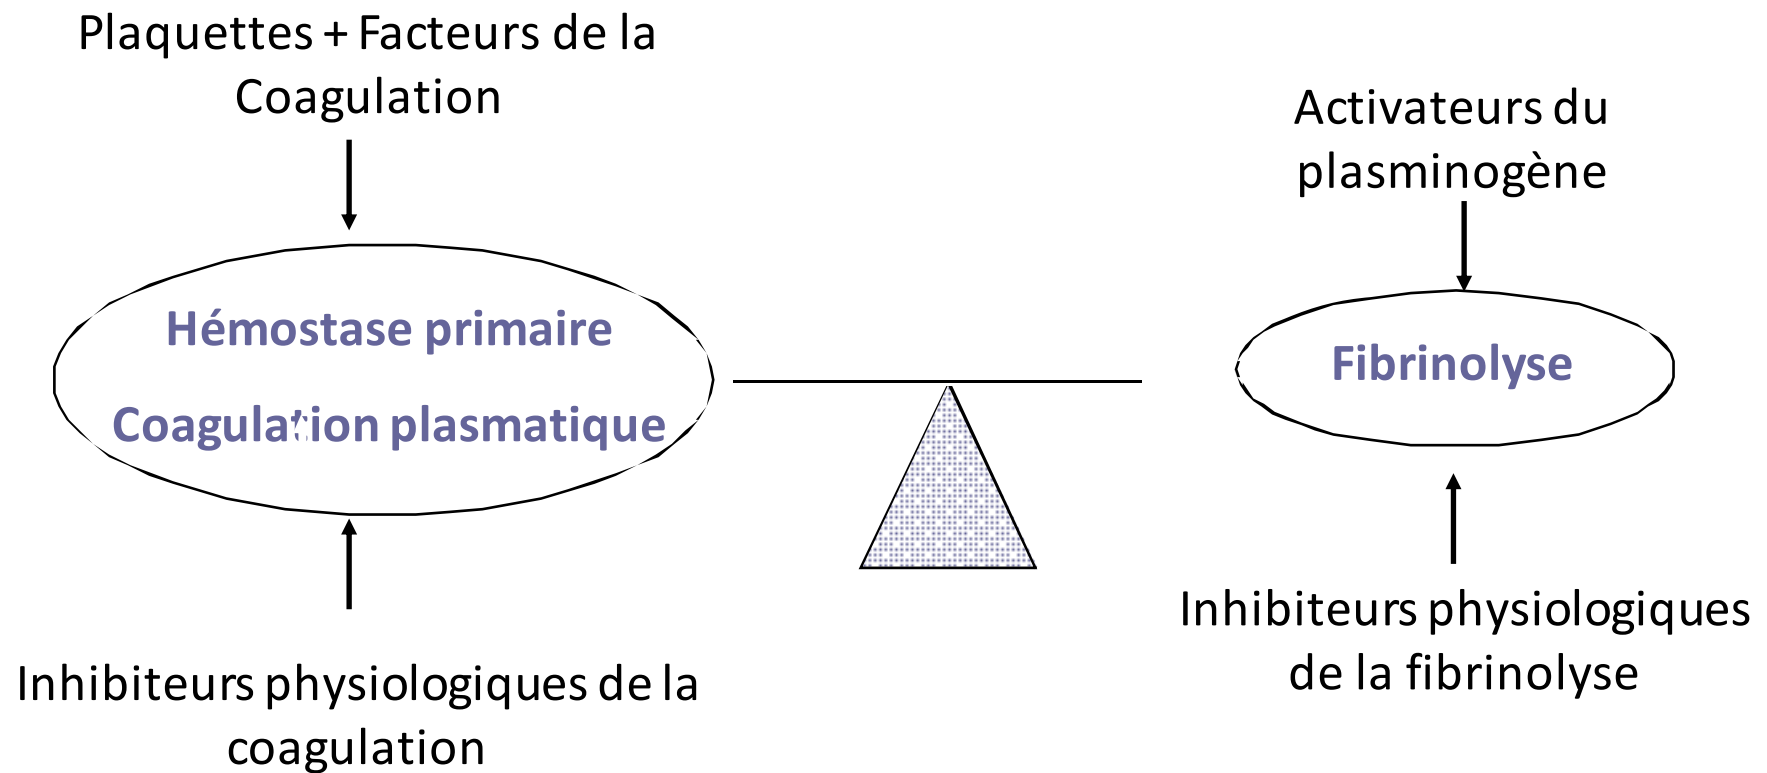 Plaquettes + Facteurs de la
Coagulation
Hémostase primaire
Coagulation plasmatique
Inhibiteurs physiologiques de la
coagulation
Activateurs du
plasminogène
Fibrinolyse
Inhibiteurs physiologiques
de la fibrinolyse